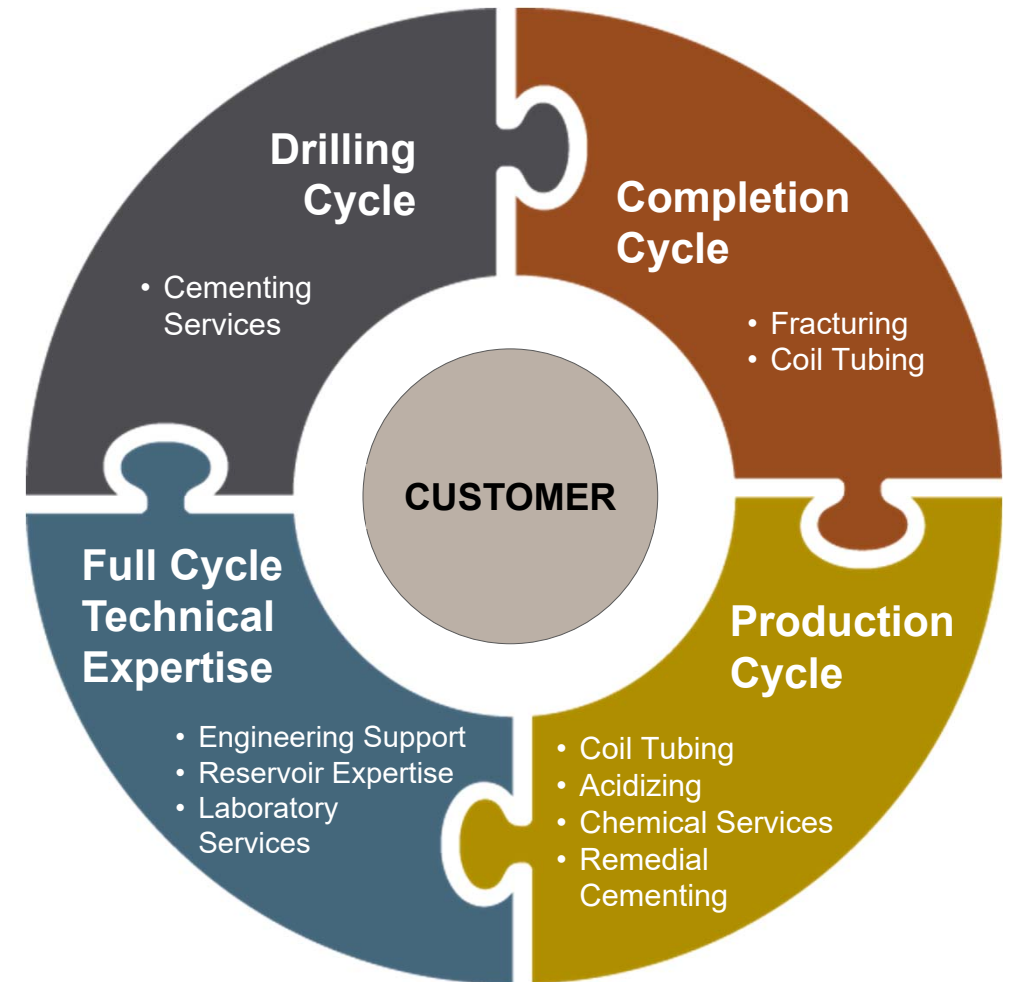 Drilling
Cycle
• Cementing
Services
Completion
Cycle
• Fracturing
• Coil Tubing
CUSTOMER
Full Cycle
Technical
Expertise
• Engineering Support
• Reservoir Expertise
• Laboratory
Services
Production
Cycle
• Coil Tubing
• Acidizing
• Chemical Services
• Remedial
Cementing